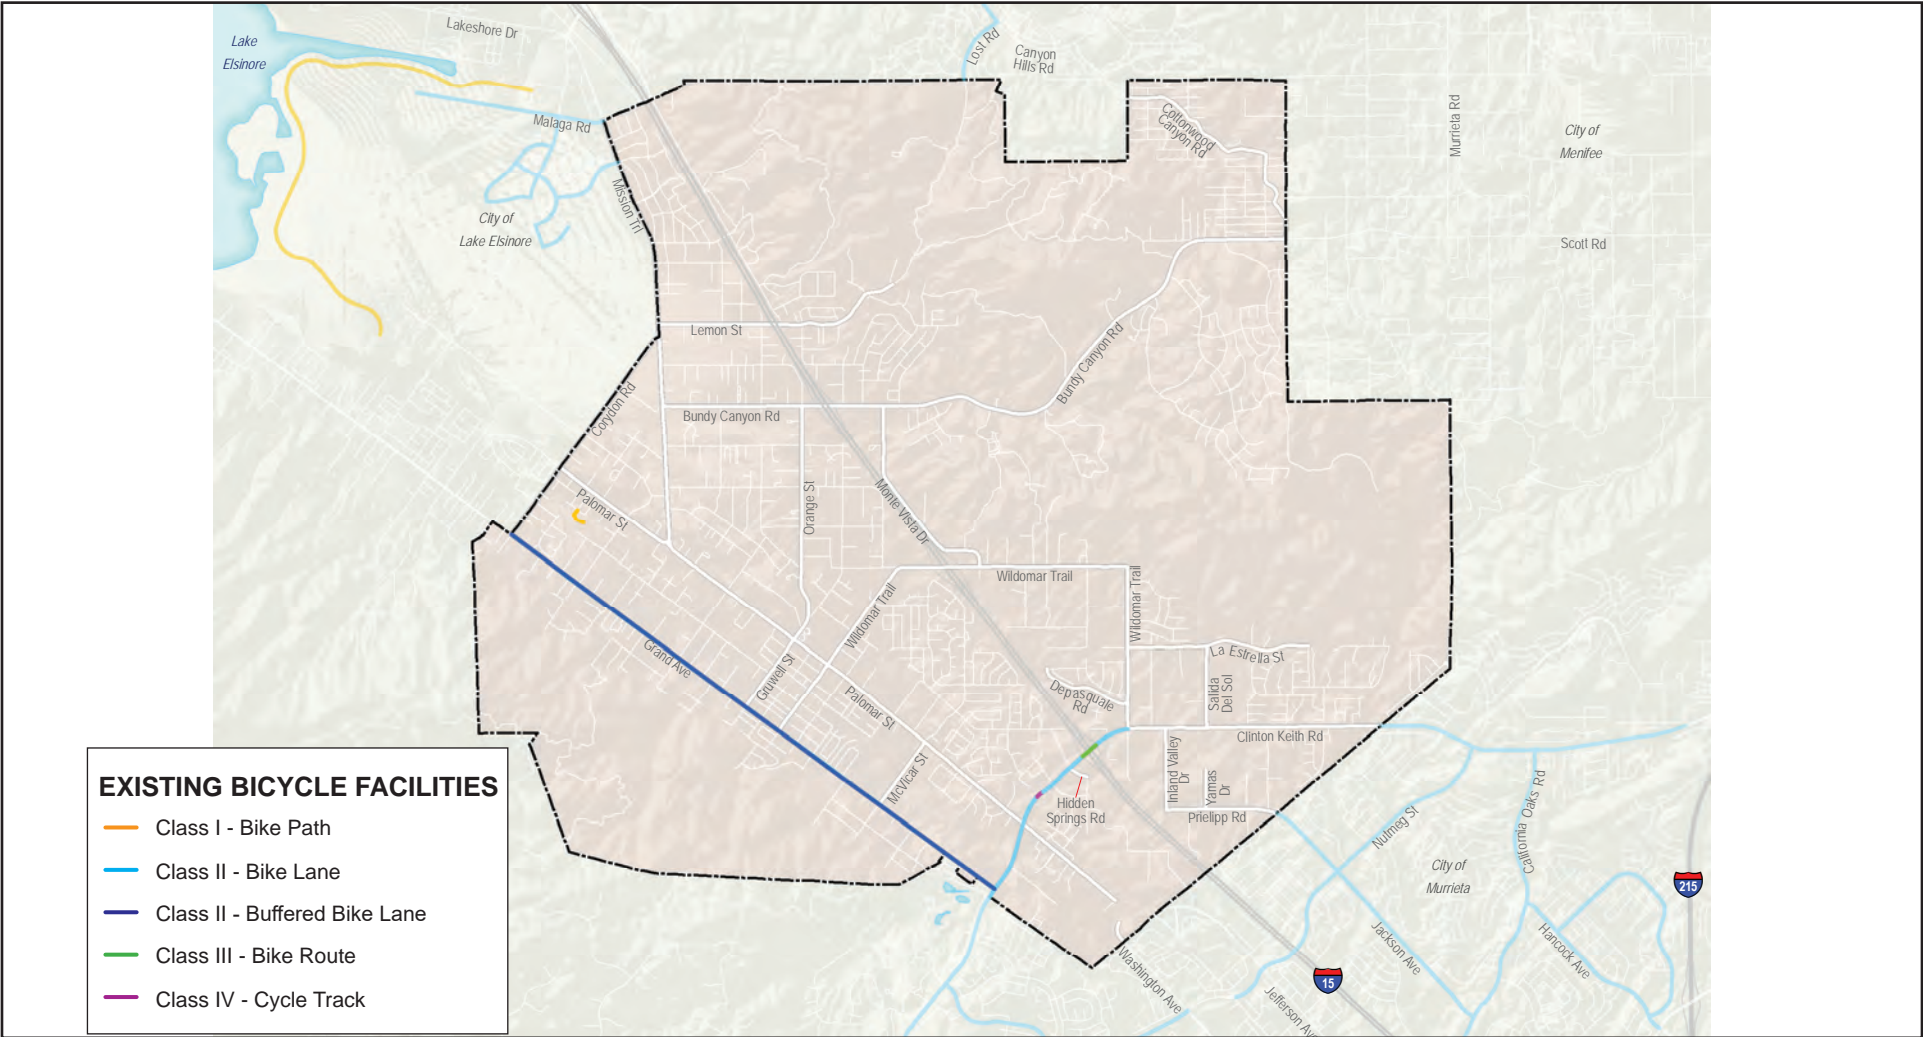 Lakeshore Dr
Lake
Elsinore
Lost Rd
Canyon
Hills Rd
Malaga Rd
Cottonwood
Canyon Rd
Murrieta Rd
City of
Menifee
Mission Trl
City of
Lake Elsinore
Scott Rd
Lemon St
Bundy Canyon Rd
Corydon Rd
Bundy Canyon Rd
Palomar St
Orange St
Monte Vista Dr
Wildomar Trail
Wildomar Trail
Wildomar Trail
Grand Ave
Gruwell St
La Estrella St
Depasquale
Rd
Salida
Del Sol
Palomar St
Clinton Keith Rd
McVicar St
Inland Valley
Dr
Yamas
Dr
Hidden
Springs Rd
Prielipp Rd
Nutmeg St
California Oaks Rd
City of
Murrieta
215
Washington Ave
Jackson Ave
Hancock Ave
15
Jefferson Ave
EXISTING BICYCLE FACILITIES
Class I - Bike Path
Class II - Bike Lane
Class II - Buffered Bike Lane
Class III - Bike Route
Class IV - Cycle Track